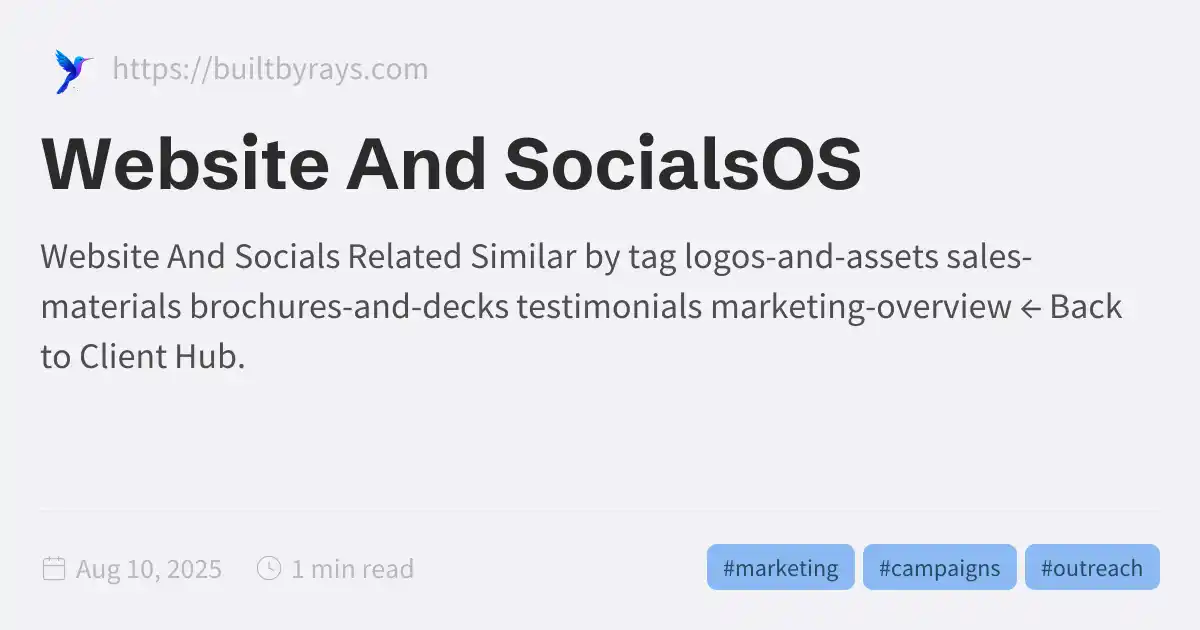 https://builtbyrays.com
Website And SocialsOS
Website And Socials Related Similar by tag logos-and-assets sales-
materials brochures-and-decks testimonials marketing-overview ← Back
to Client Hub.
Aug 10, 2025 1 min read #marketing #campaigns #outreach